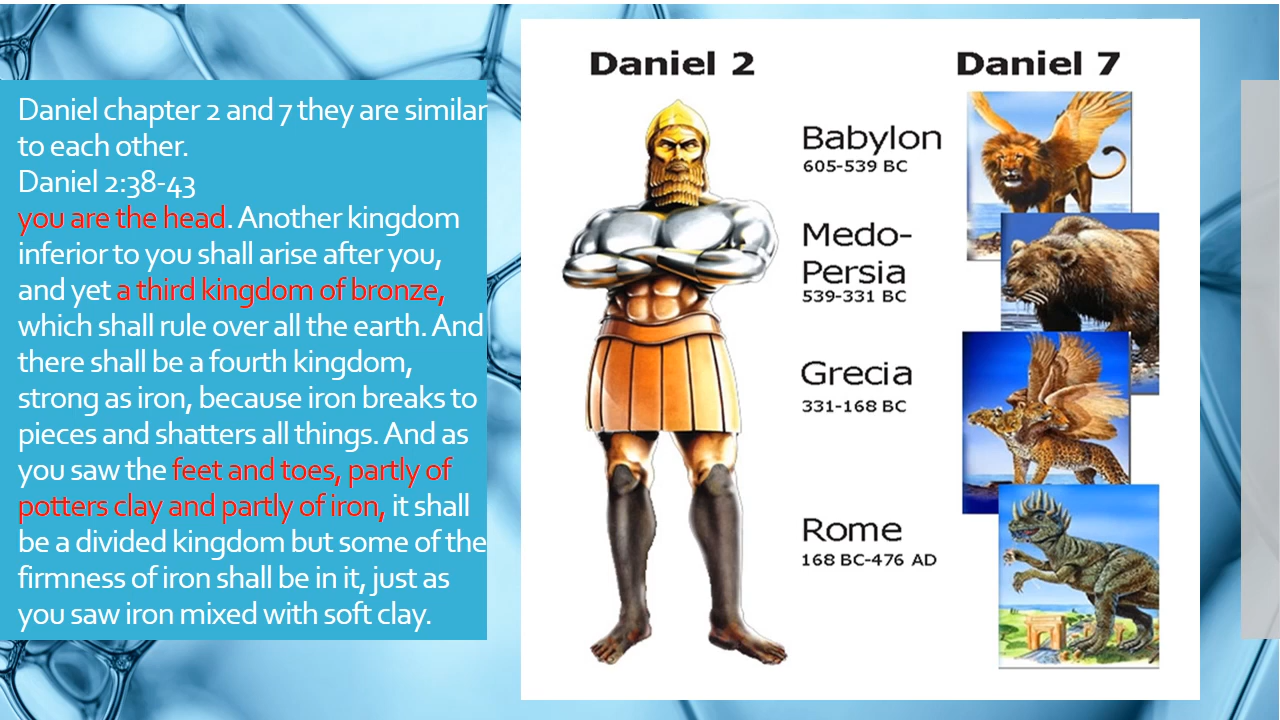 Daniel chapter 2 and 7 they are similar
to each other.
Daniel 2:38-43
you are the head. Another kingdom
inferior to you shall arise after you,
and yet a third kingdom of bronze,
which shall rule over all the earth. And
there shall be a fourth kingdom,
strong as iron, because iron breaks to
pieces and shatters all things. And as
you saw the feet and toes, partly of
potters clay and partly of iron, it shall
be a divided kingdom but some of the
firmness of iron shall be in it, just as
you saw iron mixed with soft clay.
Daniel 2
Daniel 7
Babylon
605-539 BC
Medo-
Persia
539-331 BC
Grecia
331-168 BC
Rome
168 BC-476 AD